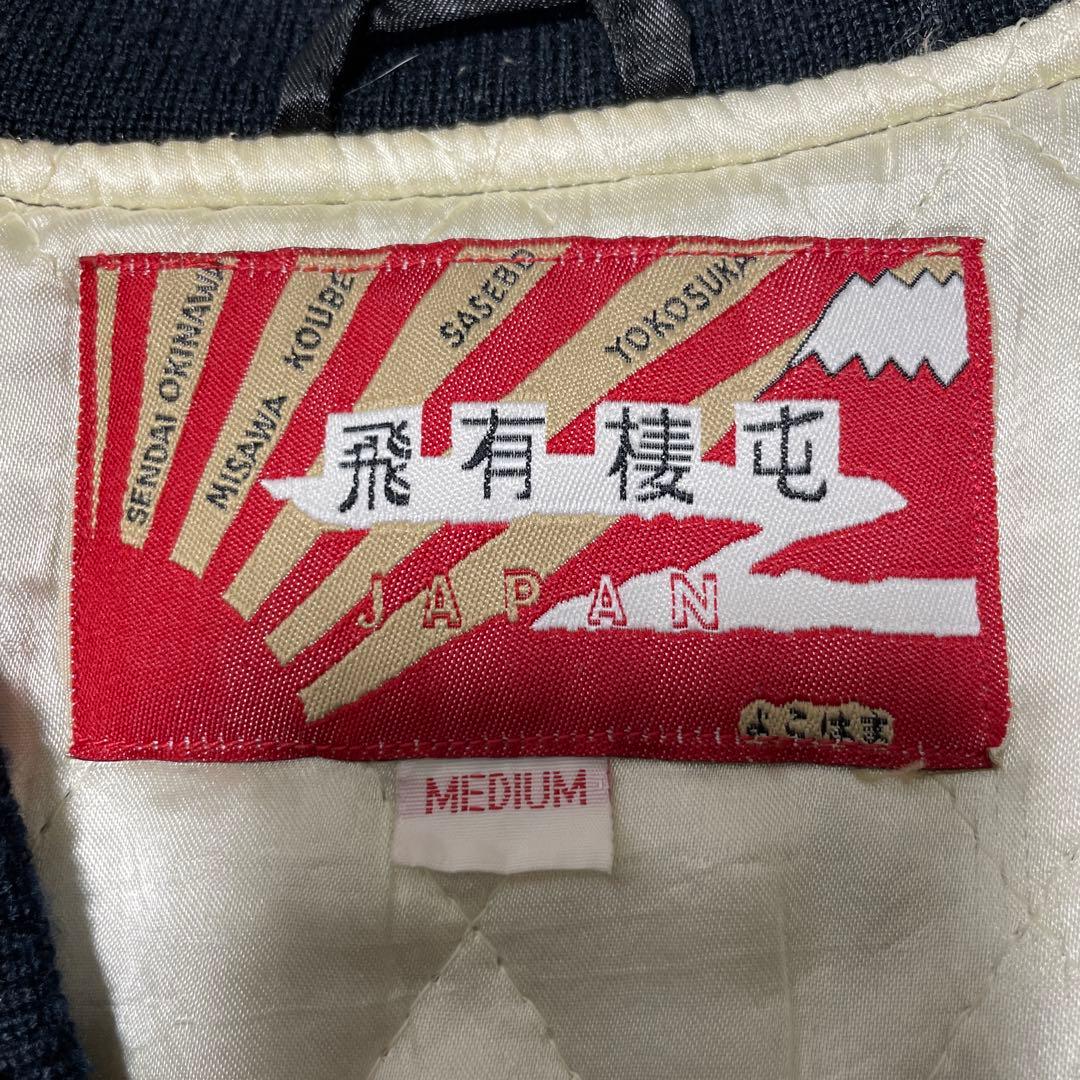 SENDAI OKINAWA
MISAWA KOUBE
SASEBO
YOKOSUKA
飛有棲屯
JAPAN
よこはま
MEDIUM